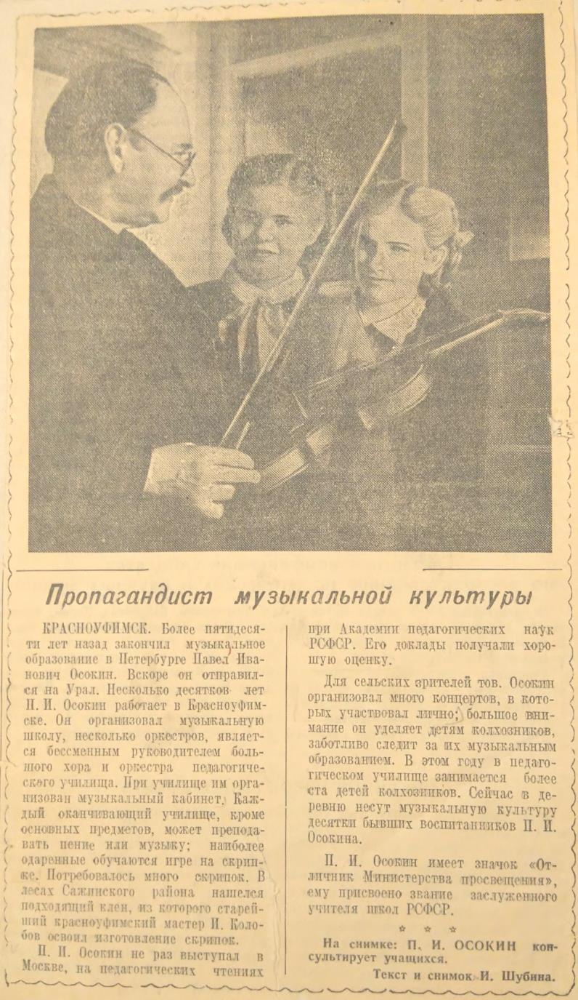 Пропагандист музыкальной культуры
КРАСНОУФИМСК. Более пятидеся-
ти лет назад закончил музыкальное
образование в Петербурге Павел Ива-
нович Осокин. Вскоре он отправил-
ся на Урал. Несколько десятков лет
П. И. Осокин работает в Красноуфим-
ске. Он организовал музыкальную
школу, несколько оркестров, являет-
ся бессменным руководителем боль-
шого хора и оркестра педагогиче-
ского училища. При училище им орга-
низован музыкальный кабинет. Каж-
дый оканчивающий училище, кроме
основных предметов, может препода-
вать пение или музыку; наиболее
одаренные обучаются игре на скрип-
ке. Потребовалось много скрипок. В
лесах Сажинского района нашелся
подходящий клен, из которого старей-
ший красноуфимский мастер И. Коло-
бов освоил изготовление скрипок.
П. И. Осокин не раз выступал в
Москве, на педагогических чтениях
при Академии педагогических наук
РСФСР. Его доклады получали хоро-
шую оценку.
Для сельских зрителей тов. Осокин
организовал много концертов, в кото-
рых участвовал лично; большое вни-
мание он уделяет детям колхозников,
заботливо следит за их музыкальным
образованием. В этом году в педаго-
гическом училище занимается более
ста детей колхозников. Сейчас в де-
ревню несут музыкальную культуру
десятки бывших воспитанников П. И.
Осокина.
П. И. Осокин имеет значок «От-
личник Министерства просвещения»,
ему присвоено звание заслуженного
учителя школ РСФСР.
На снимке: П. И. ОСОКИН кон-
сультирует учащихся.
Текст и снимок И. Шубина.